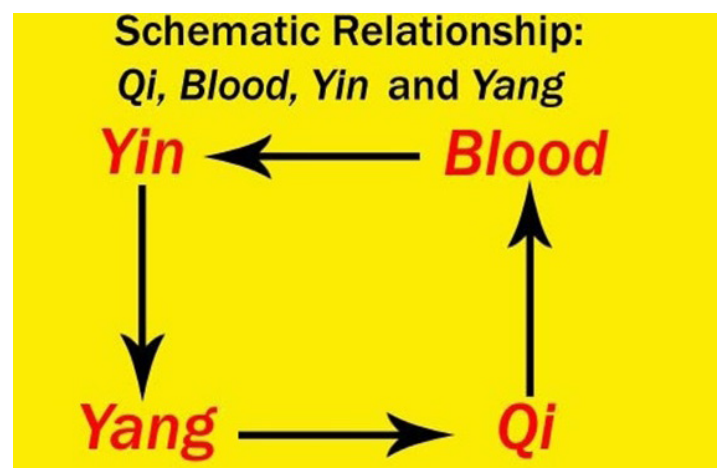 Schematic Relationship:
Qi, Blood, Yin and Yang
Yin
Blood
Yang
Qi